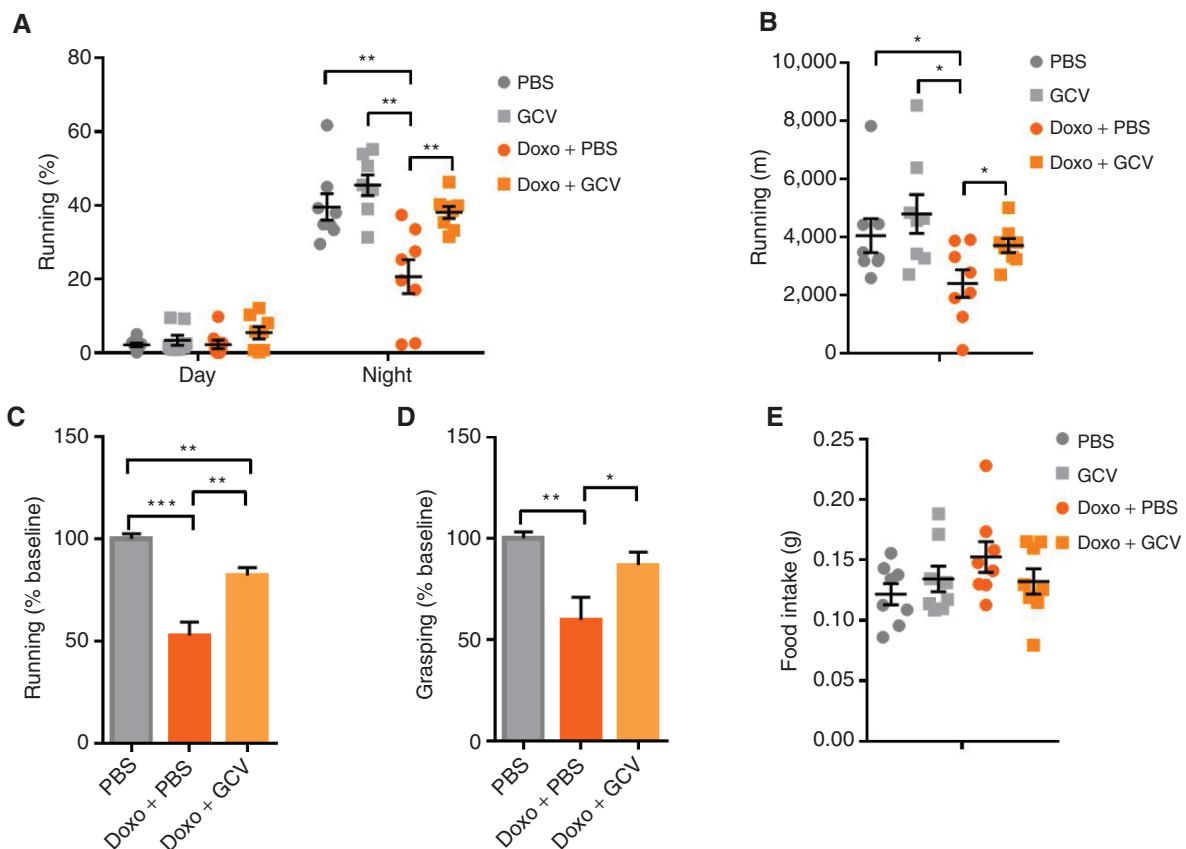 A
80
60
40
20
0
Running (%)
**
**
**
Day
Night
PBS
GCV
Doxo + PBS
Doxo + GCV
B
10,000
8,000
6,000
4,000
2,000
0
Running (m)
*
*
*
PBS
GCV
Doxo + PBS
Doxo + GCV
C
150
100
50
0
Running (% baseline)
**
**
***
PBS
Doxo + PBS
Doxo + GCV
D
150
100
50
0
Grasping (% baseline)
*
**
PBS
Doxo + PBS
Doxo + GCV
E
0.25
0.20
0.15
0.10
0.05
0.00
Food intake (g)
PBS
GCV
Doxo + PBS
Doxo + GCV